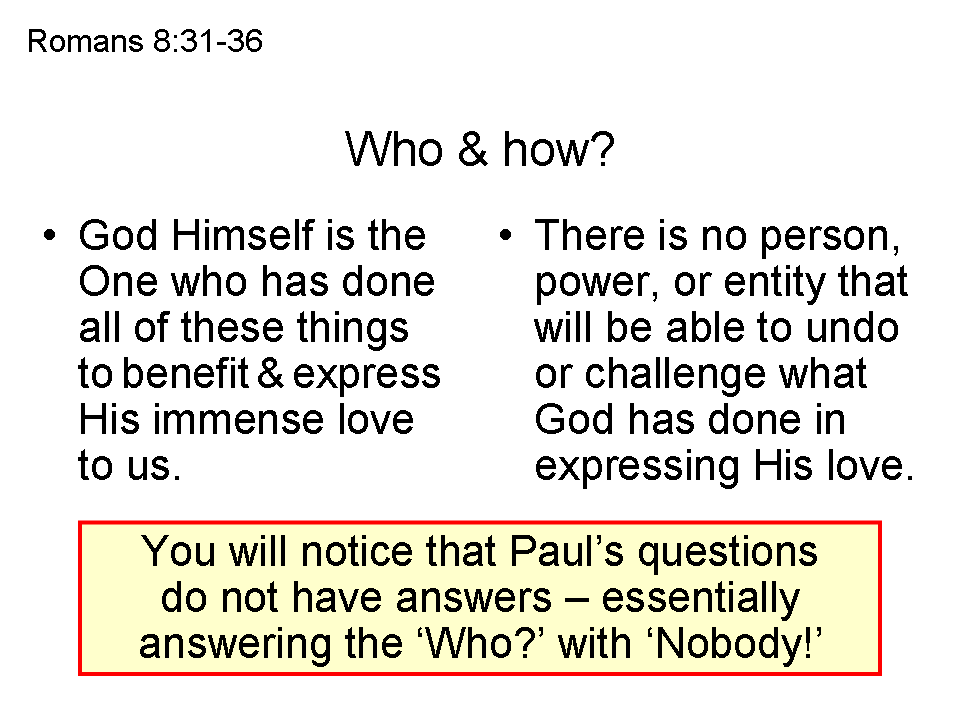 Romans 8:31-36
Who & how?
• God Himself is the
One who has done
all of these things
to benefit & express
His immense love
to us.
• There is no person,
power, or entity that
will be able to undo
or challenge what
God has done in
expressing His love.
You will notice that Paul’s questions
do not have answers – essentially
answering the ‘Who?’ with ‘Nobody!’